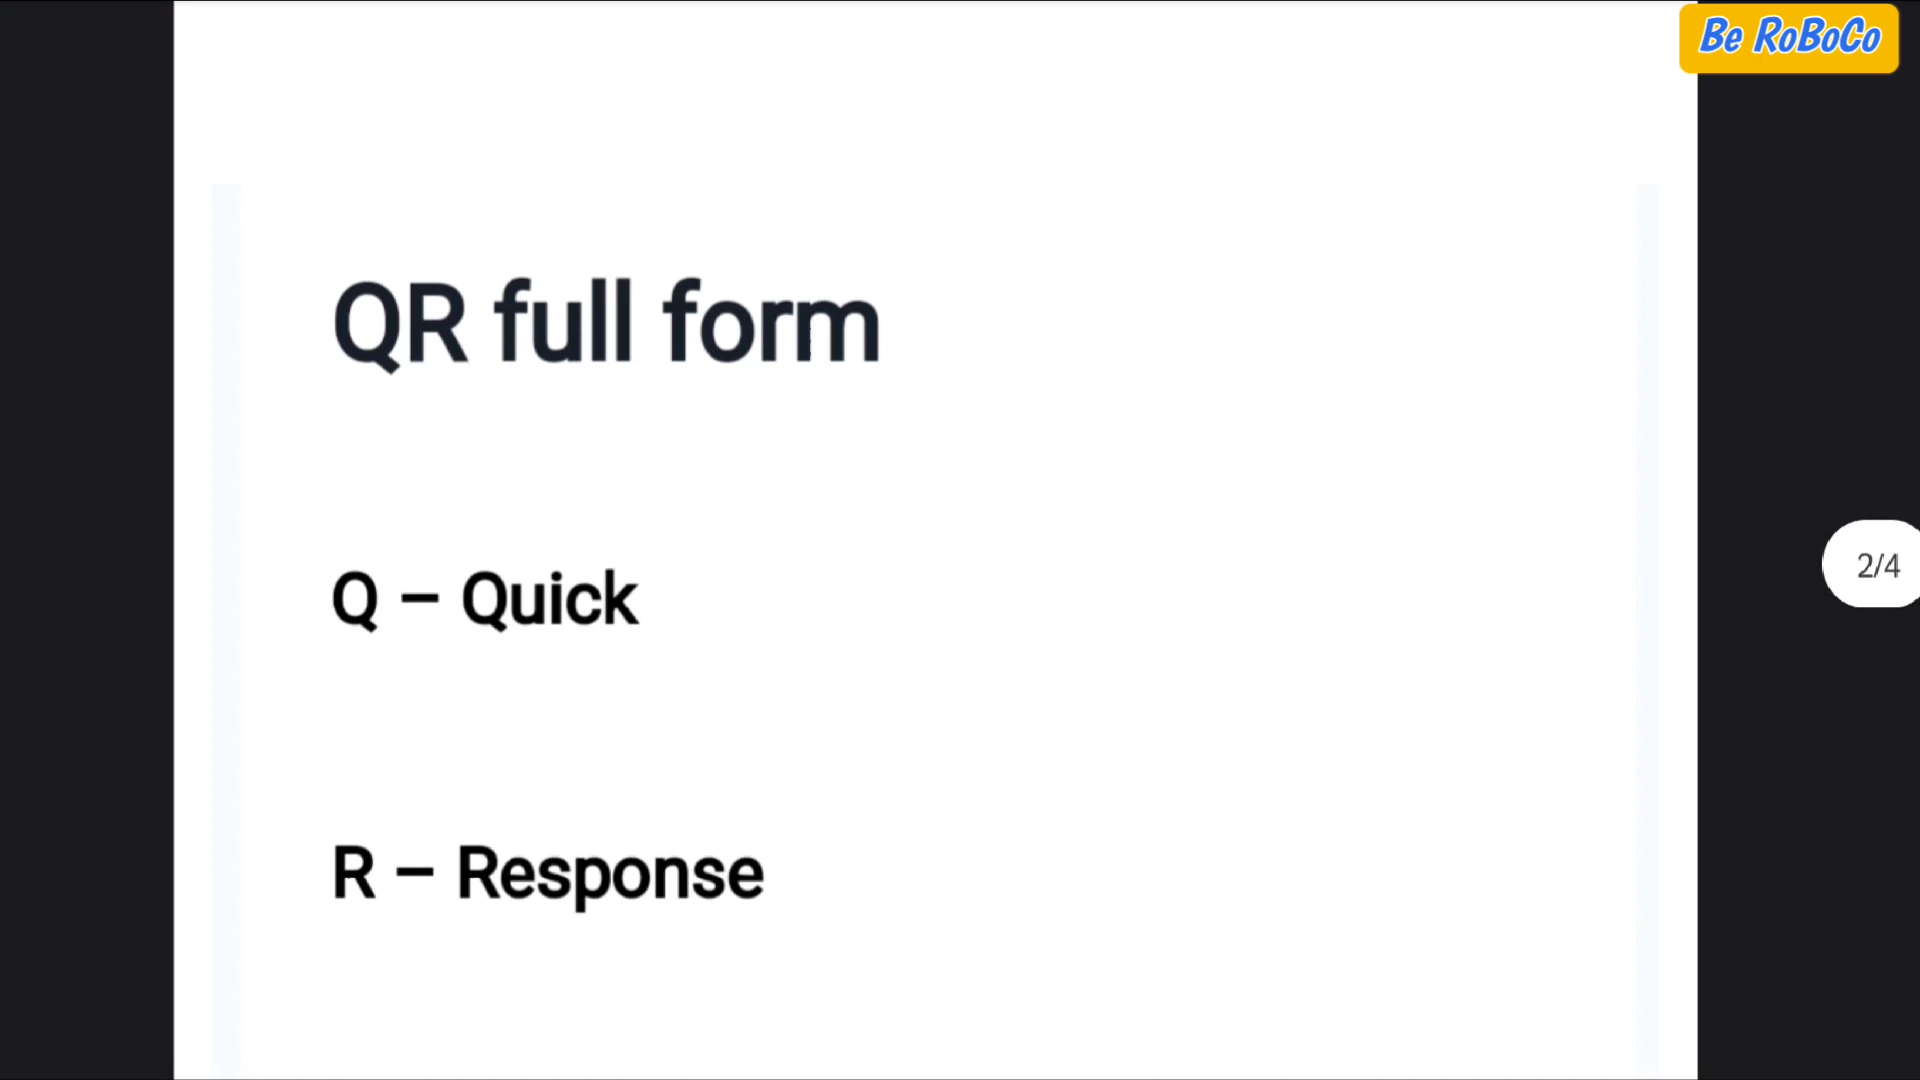 Be RoBoCo
QR full form
Q – Quick
2/4
R – Response